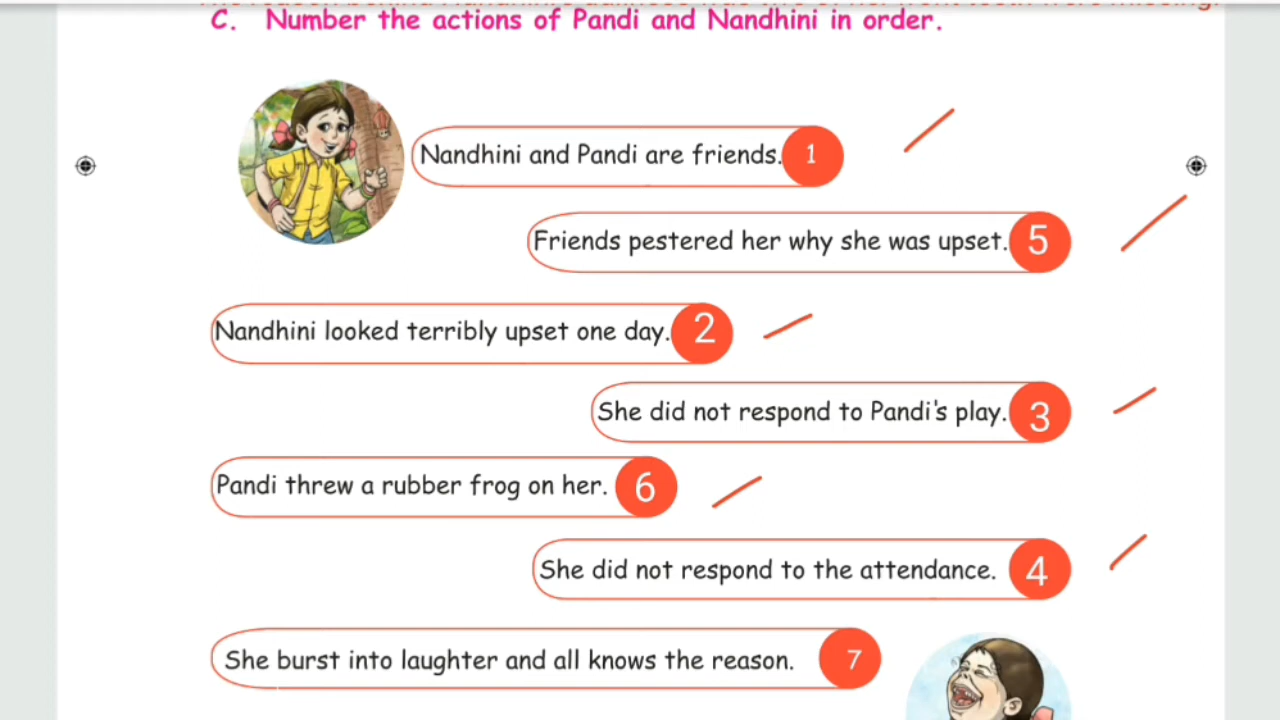 C. Number the actions of Pandi and Nandhini in order.
Nandhini and Pandi are friends. 1
Friends pestered her why she was upset. 5
Nandhini looked terribly upset one day. 2
She did not respond to Pandi's play. 3
Pandi threw a rubber frog on her. 6
She did not respond to the attendance. 4
She burst into laughter and all knows the reason. 7